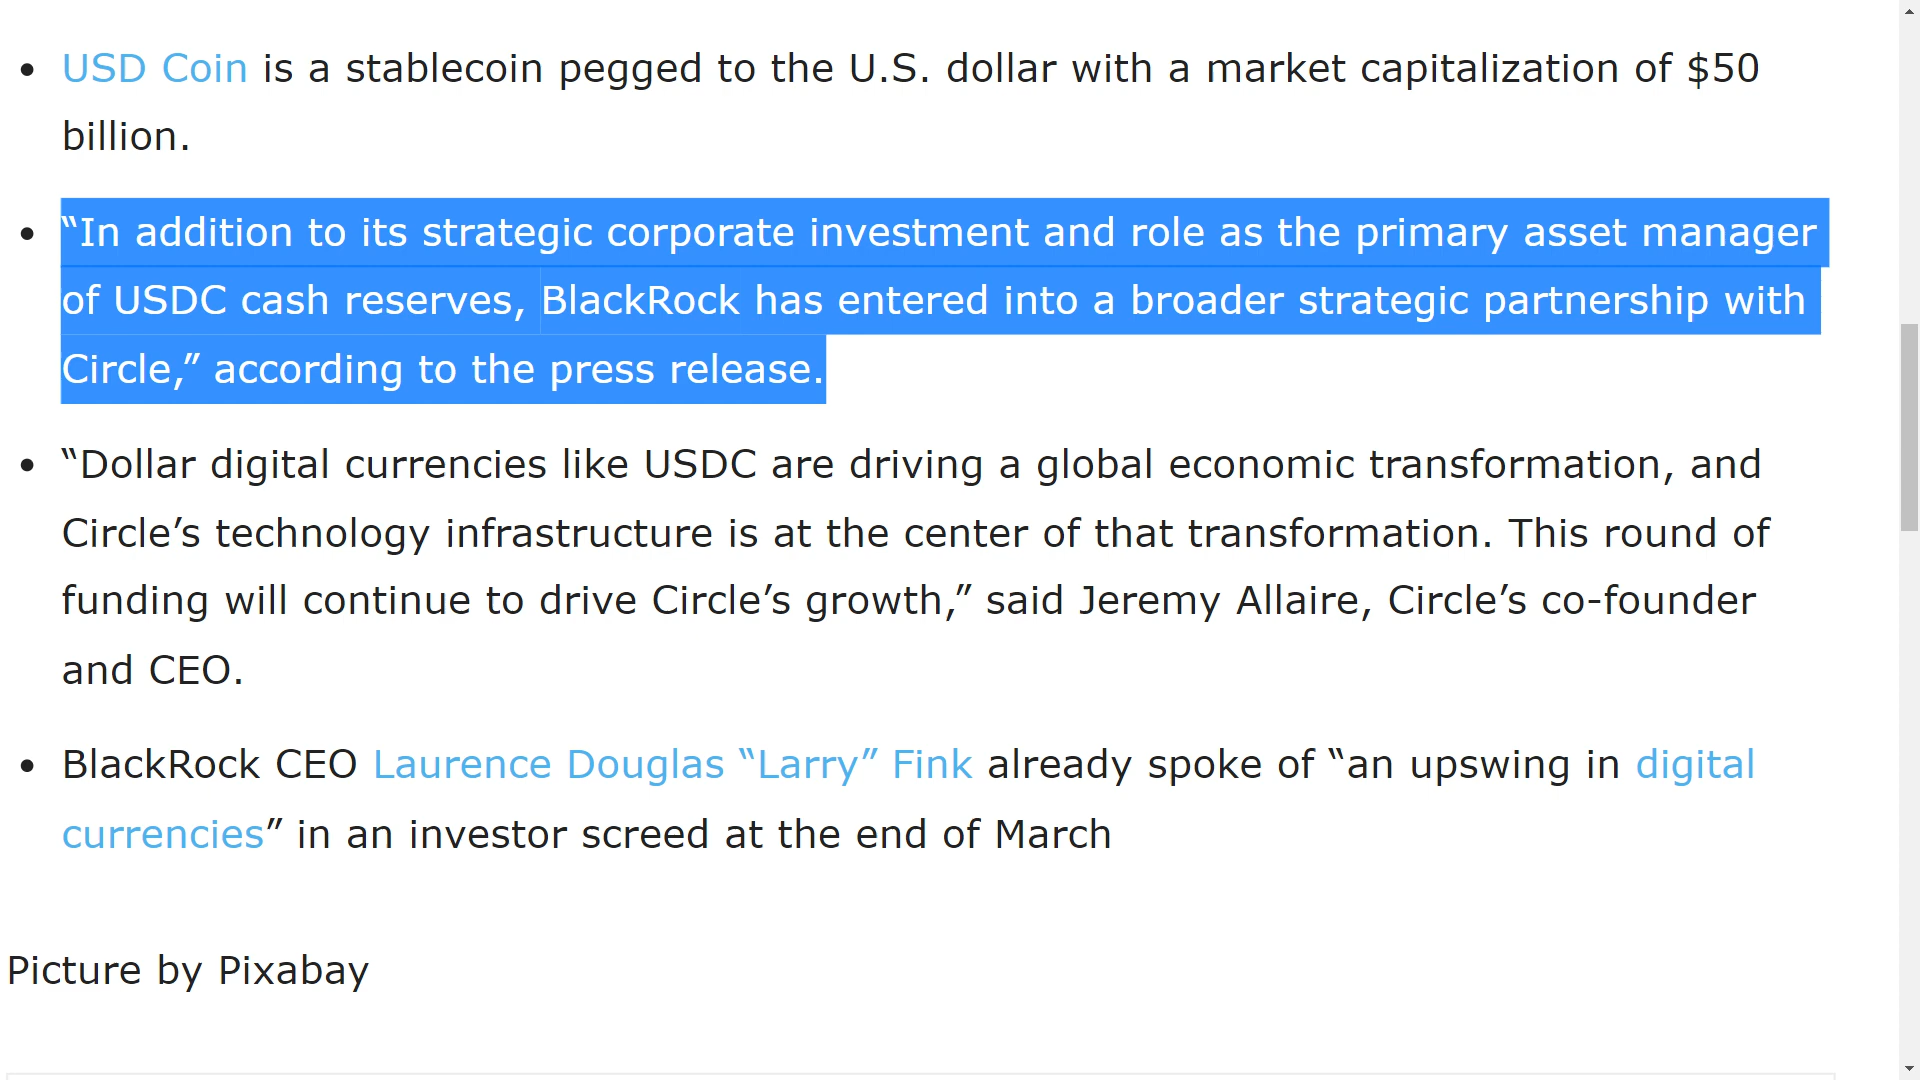 • USD Coin is a stablecoin pegged to the U.S. dollar with a market capitalization of $50
billion.
• “In addition to its strategic corporate investment and role as the primary asset manager
of USDC cash reserves, BlackRock has entered into a broader strategic partnership with
Circle,” according to the press release.
• “Dollar digital currencies like USDC are driving a global economic transformation, and
Circle’s technology infrastructure is at the center of that transformation. This round of
funding will continue to drive Circle’s growth,” said Jeremy Allaire, Circle’s co-founder
and CEO.
• BlackRock CEO Laurence Douglas “Larry” Fink already spoke of “an upswing in digital
currencies” in an investor screed at the end of March
Picture by Pixabay